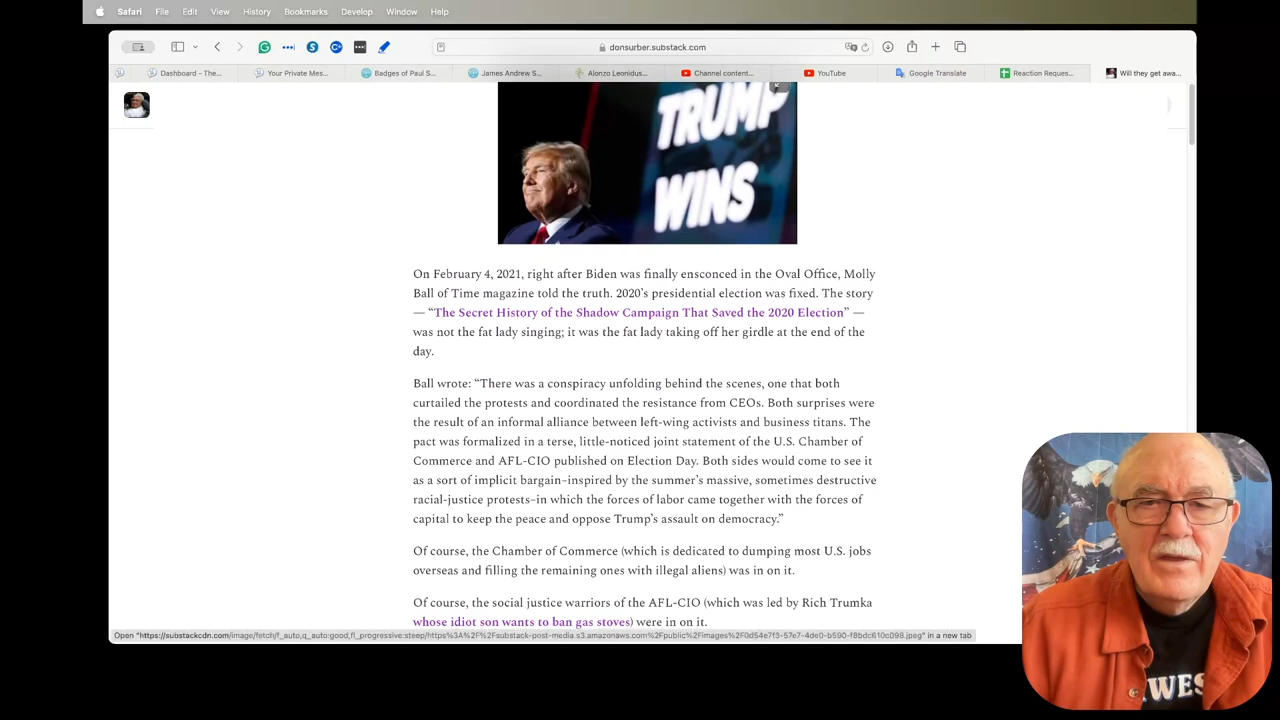 Safari File Edit View History Bookmarks Develop Window Help
donsurber.substack.com
Dashboard – The... Your Private Mes... Badges of Paul S... James Andrew S... Alonzo Leonidus... Channel content... YouTube Google Translate Reaction Reques... Will they get awa...
TRUMP
WINS
On February 4, 2021, right after Biden was finally ensconced in the Oval Office, Molly
Ball of Time magazine told the truth. 2020's presidential election was fixed. The story
— “The Secret History of the Shadow Campaign That Saved the 2020 Election” —
was not the fat lady singing; it was the fat lady taking off her girdle at the end of the
day.
Ball wrote: “There was a conspiracy unfolding behind the scenes, one that both
curtailed the protests and coordinated the resistance from CEOs. Both surprises were
the result of an informal alliance between left-wing activists and business titans. The
pact was formalized in a terse, little-noticed joint statement of the U.S. Chamber of
Commerce and AFL-CIO published on Election Day. Both sides would come to see it
as a sort of implicit bargain–inspired by the summer’s massive, sometimes destructive
racial-justice protests–in which the forces of labor came together with the forces of
capital to keep the peace and oppose Trump’s assault on democracy.”
Of course, the Chamber of Commerce (which is dedicated to dumping most U.S. jobs
overseas and filling the remaining ones with illegal aliens) was in on it.
Of course, the social justice warriors of the AFL-CIO (which was led by Rich Trumka
whose idiot son wants to ban gas stoves) were in on it.
Open "https://substackcdn.com/image/fetch/f_auto,q_auto:good,fl_progressive:steep/https%3A%2F%2Fsubstack-post-media.s3.amazonaws.com%2Fpublic%2Fimages%2F0d54e7f3-57e7-4de0-b590-f8bdc610c098.jpeg" in a new tab
WES